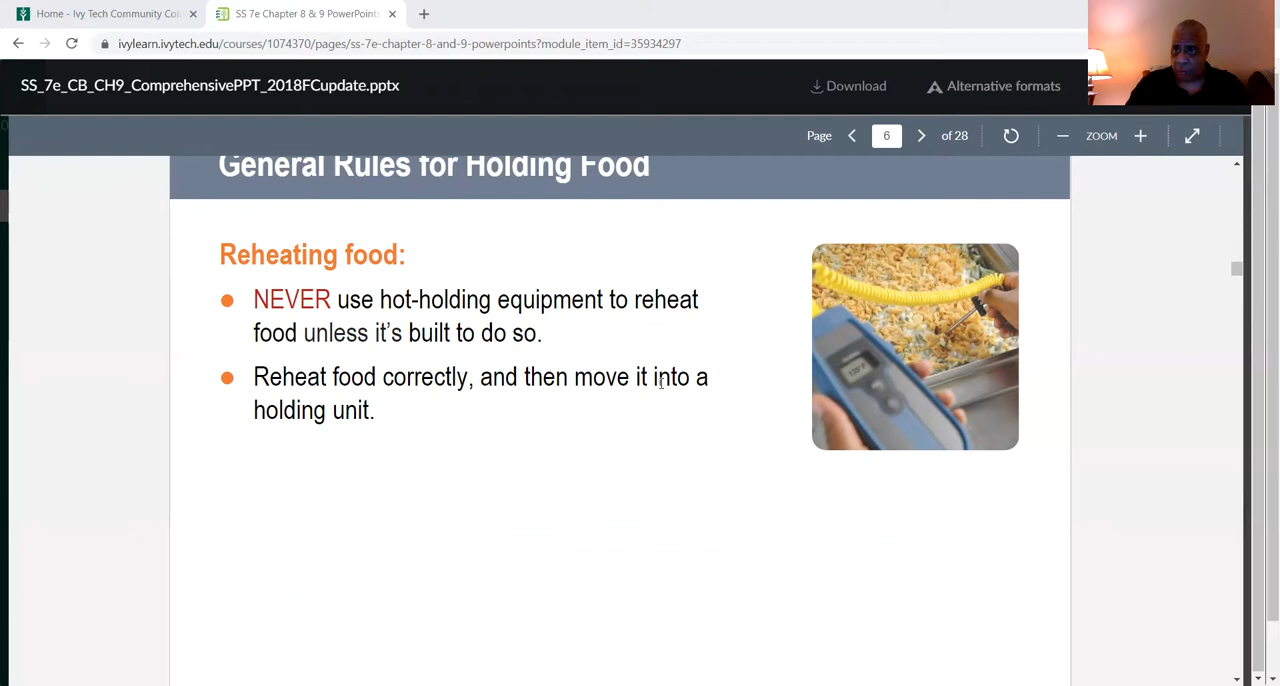 Home - Ivy Tech Community Col
SS 7e Chapter 8 & 9 PowerPoints
ivylearn.ivytech.edu/courses/1074370/pages/ss-7e-chapter-8-and-9-powerpoints?module_item_id=35934297
SS_7e_CB_CH9_ComprehensivePPT_2018FCupdate.pptx
Download
Alternative formats
Page
6
of 28
ZOOM
General Rules for Holding Food
Reheating food:
NEVER use hot-holding equipment to reheat
food unless it's built to do so.
Reheat food correctly, and then move it into a
holding unit.